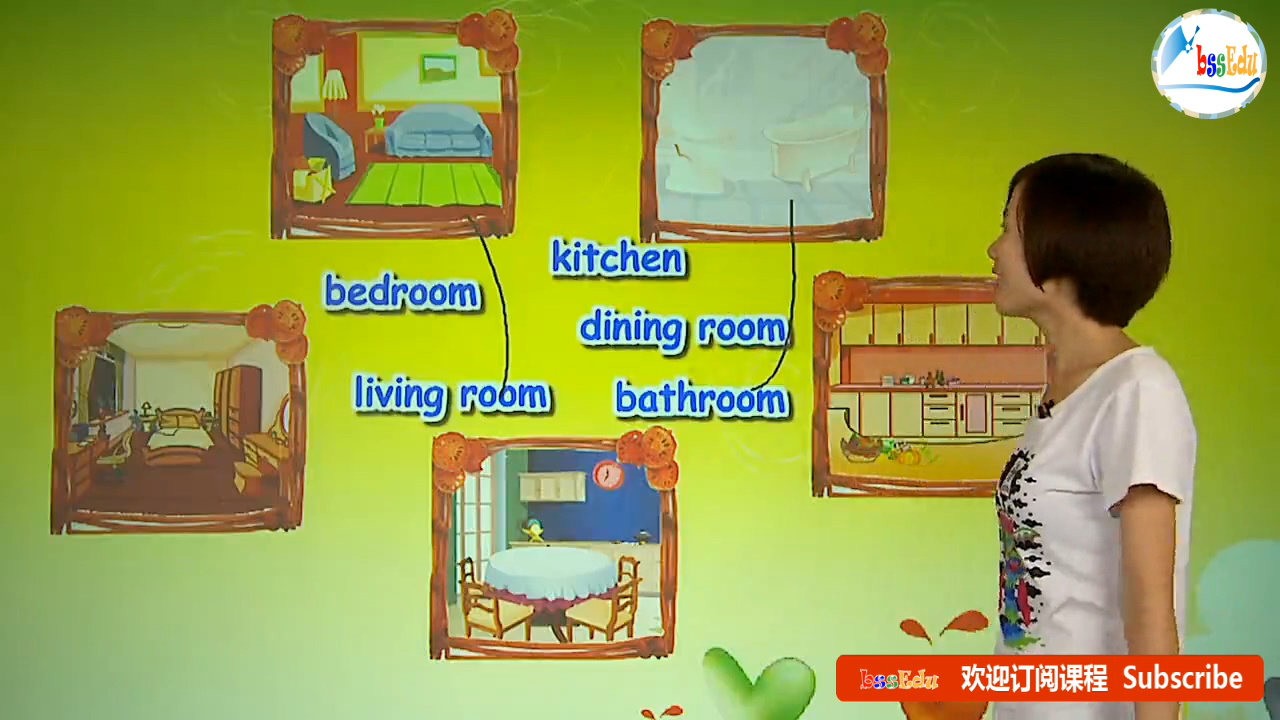 bssEdu
kitchen
bedroom
dining room
living room
bathroom
bssEdu 欢迎订阅课程 Subscribe